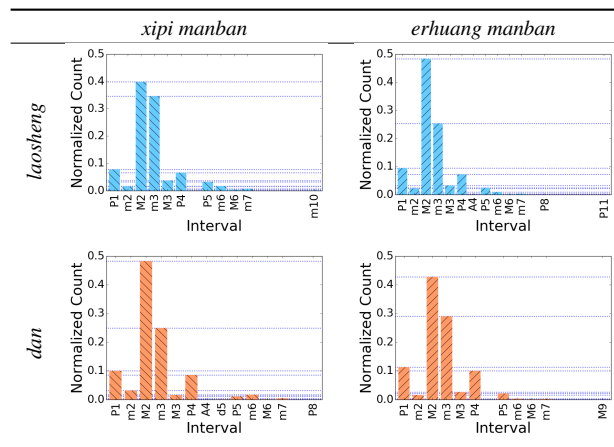 xipi manban
erhuang manban
laosheng
Normalized Count
0.5
0.4
0.3
0.2
0.1
0.0
P1 m2 M2 m3 M3 P4 P5 m6 M6 m7 m10
Interval
Normalized Count
0.5
0.4
0.3
0.2
0.1
0.0
P1 m2 M2 m3 M3 P4 A4 P5 m6 M6 m7 P8 P11
Interval
dan
Normalized Count
0.5
0.4
0.3
0.2
0.1
0.0
P1 m2 M2 m3 M3 P4 A4 d5 P5 m6 M6 m7 P8
Interval
Normalized Count
0.5
0.4
0.3
0.2
0.1
0.0
P1 m2 M2 m3 M3 P4 P5 m6 M6 m7 M9
Interval